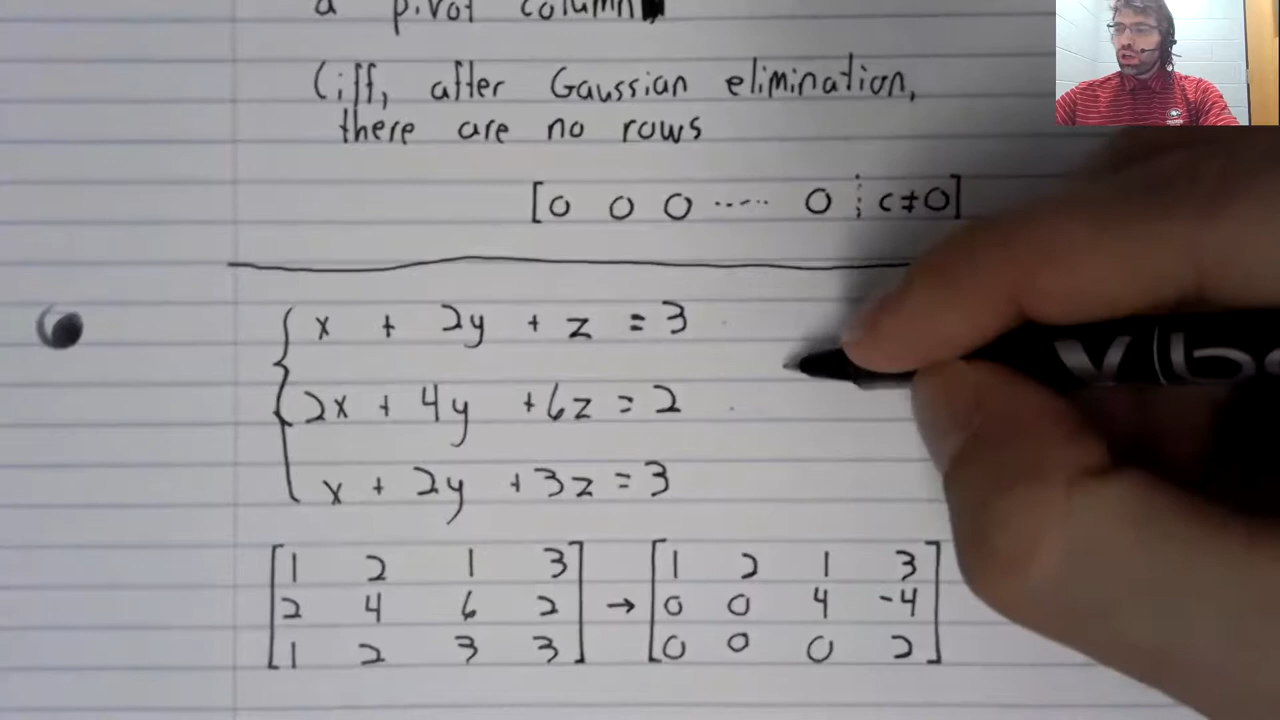 a pivot column
(iff, after Gaussian elimination,
there are no rows
[0 0 0 ····· 0 ⋮ c≠0]
x + 2y + z = 3
2x + 4y + 6z = 2
x + 2y + 3z = 3
[1 2 1 3] → [1 2 1 3]
[2 4 6 2] [0 0 4 -4]
[1 2 3 3] [0 0 0 2]